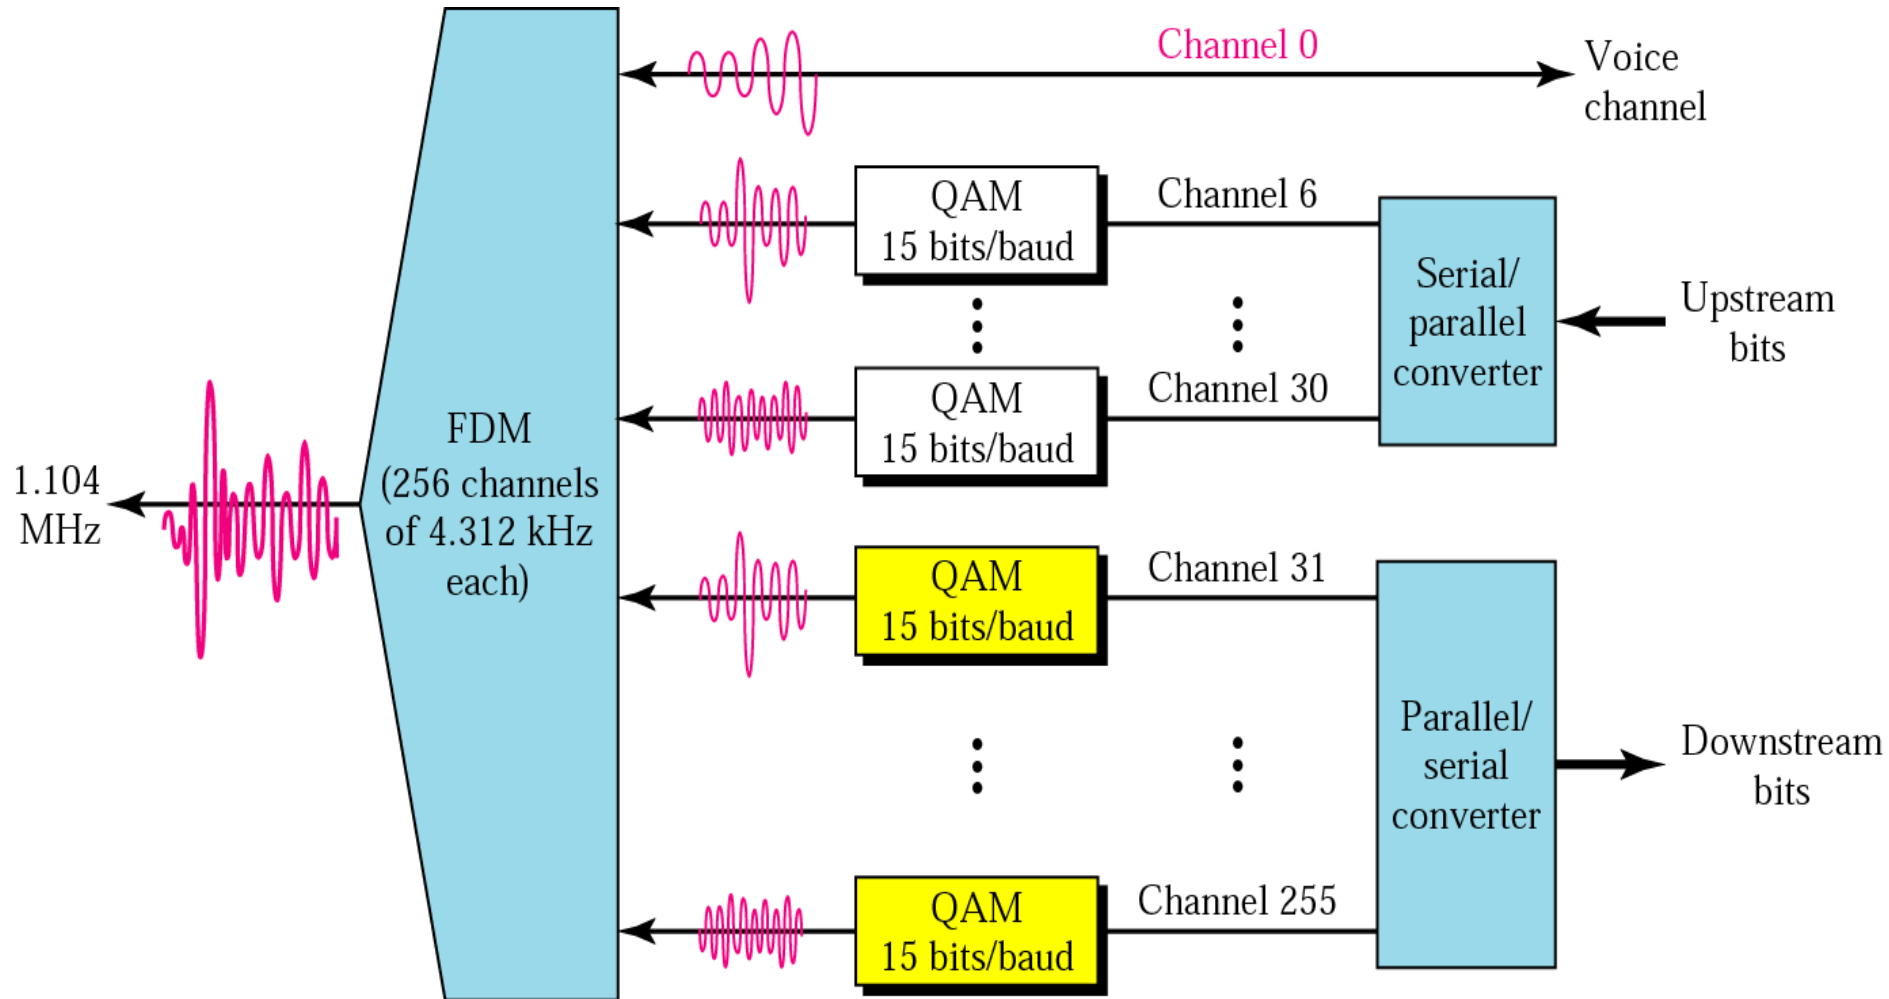 Channel 0
Voice
channel
QAM
15 bits/baud
Channel 6
QAM
15 bits/baud
Channel 30
Serial/
parallel
converter
Upstream
bits
1.104
MHz
FDM
(256 channels
of 4.312 kHz
each)
QAM
15 bits/baud
Channel 31
QAM
15 bits/baud
Channel 255
Parallel/
serial
converter
Downstream
bits